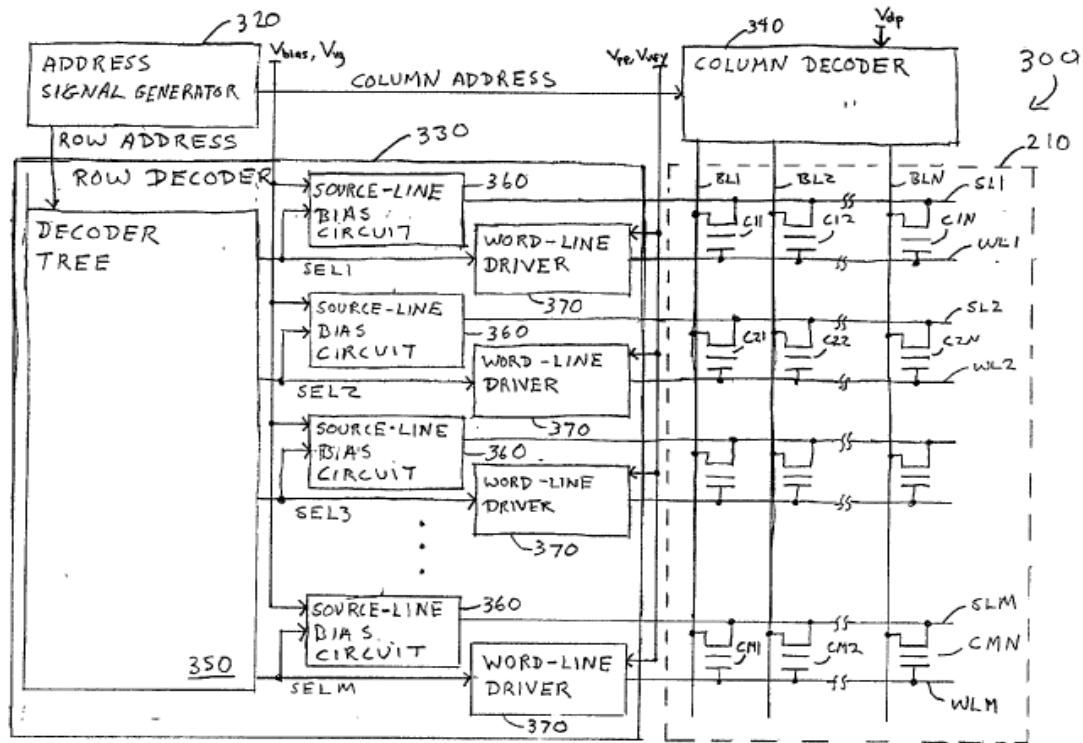 320
V_bias, V_vg
340
V_dp
ADDRESS
SIGNAL GENERATOR
COLUMN ADDRESS
COLUMN DECODER
300
ROW ADDRESS
330
210
ROW DECODER
DECODER
TREE
SOURCE-LINE
BIAS
CIRCUIT
360
WORD-LINE
DRIVER
370
SEL1
BL1
BL2
BLN
SL1
C11
C12
C1N
WL1
SOURCE-LINE
BIAS
CIRCUIT
360
WORD-LINE
DRIVER
370
SEL2
SL2
C21
C22
C2N
WL2
SOURCE-LINE
BIAS
CIRCUIT
360
WORD-LINE
DRIVER
370
SEL3
SOURCE-LINE
BIAS
CIRCUIT
360
WORD-LINE
DRIVER
370
SELM
350
SLM
CM1
CM2
CMN
WLM